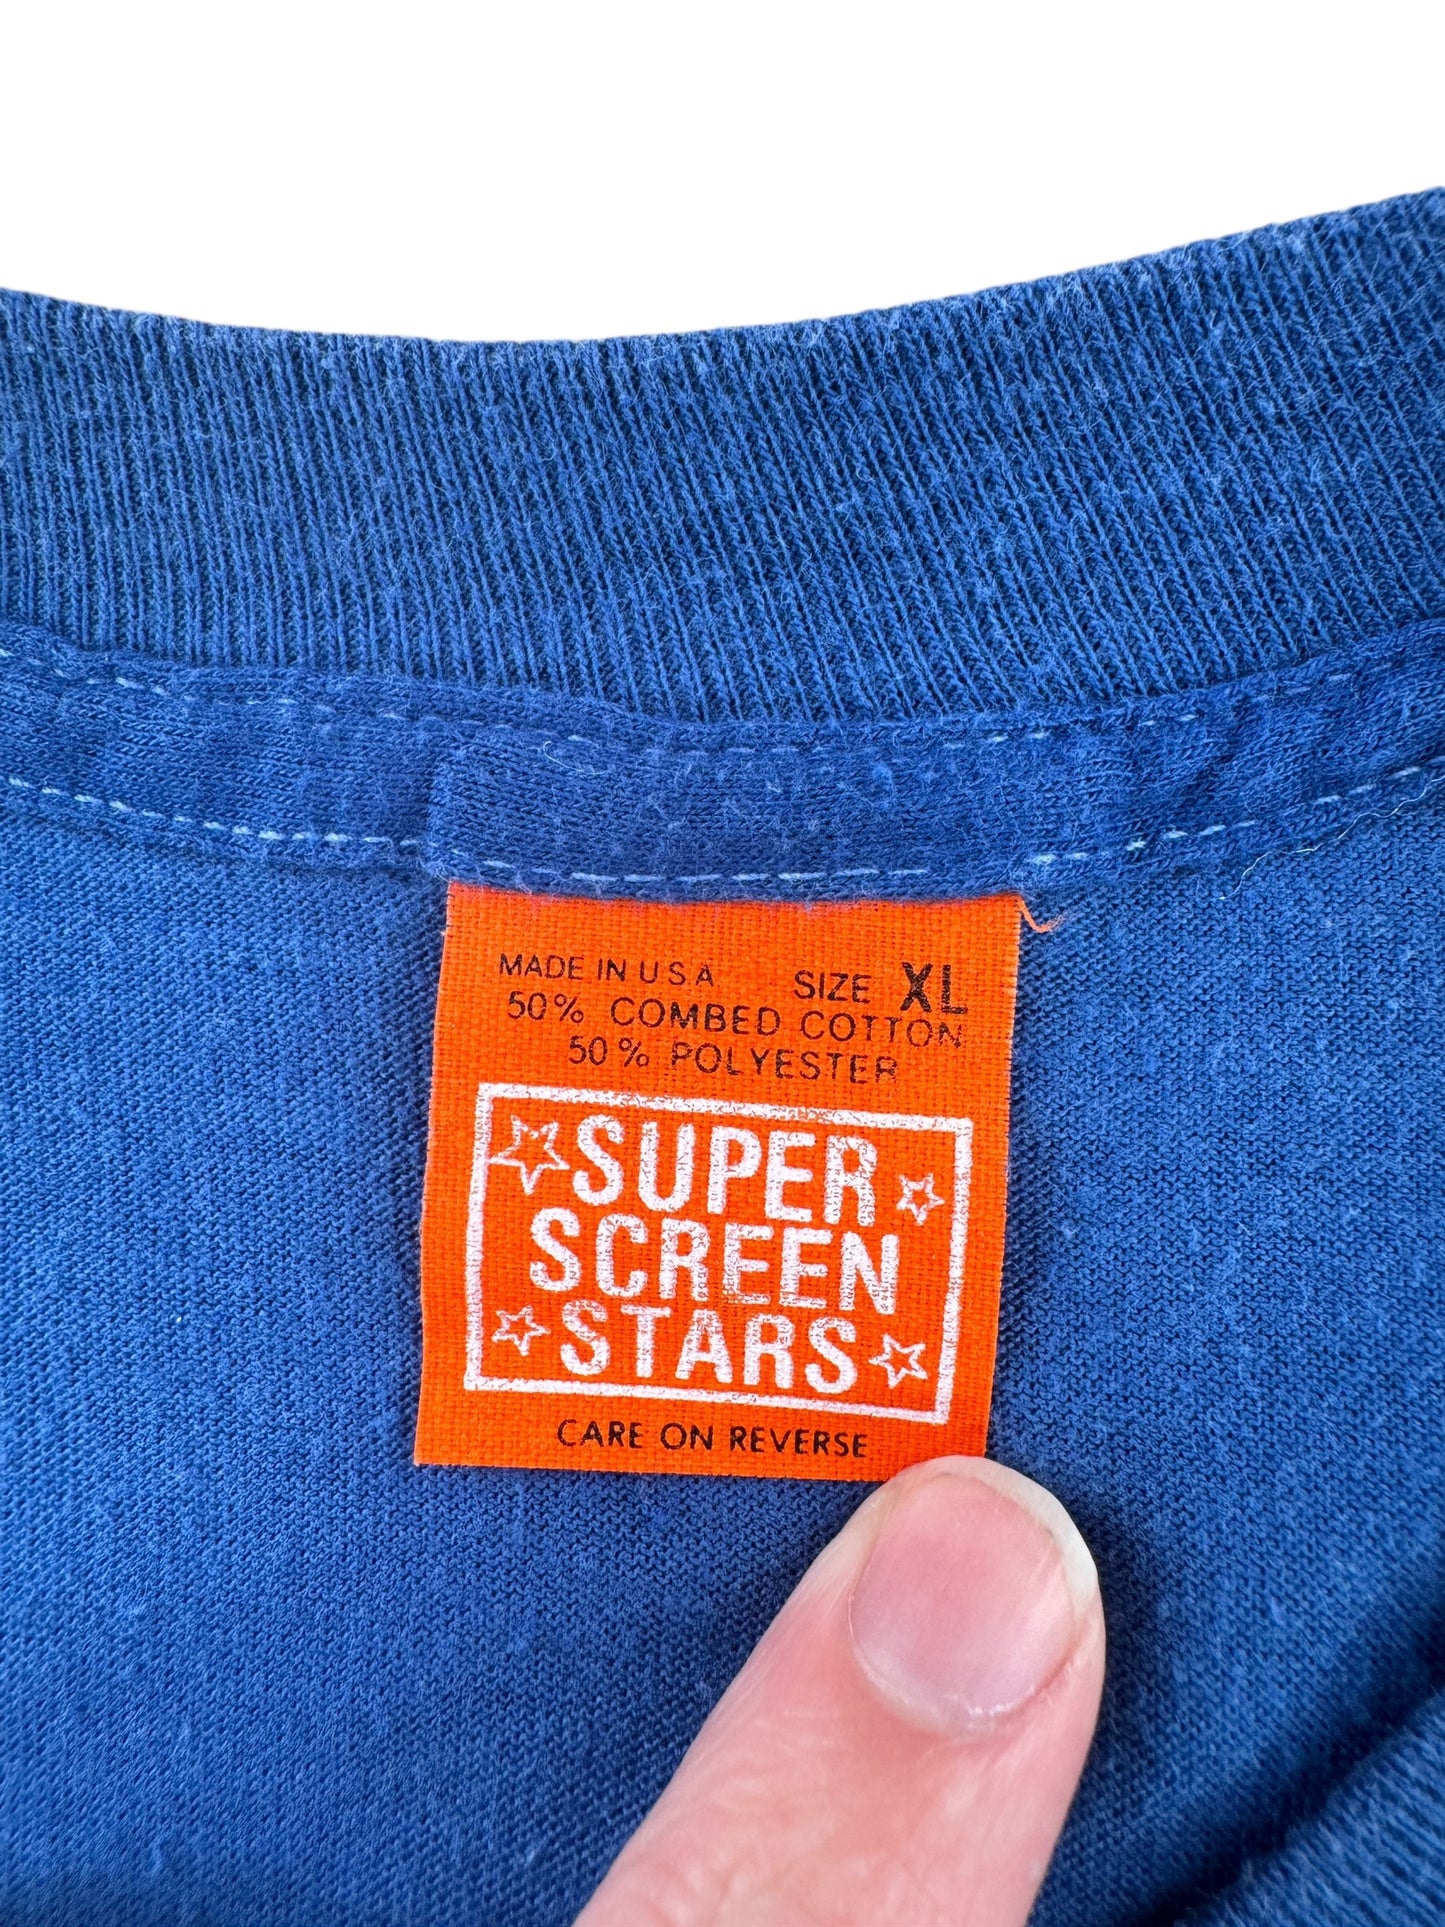 MADE IN U.S.A SIZE XL
50% COMBED COTTON
50% POLYESTER
SUPER
SCREEN
STARS
CARE ON REVERSE